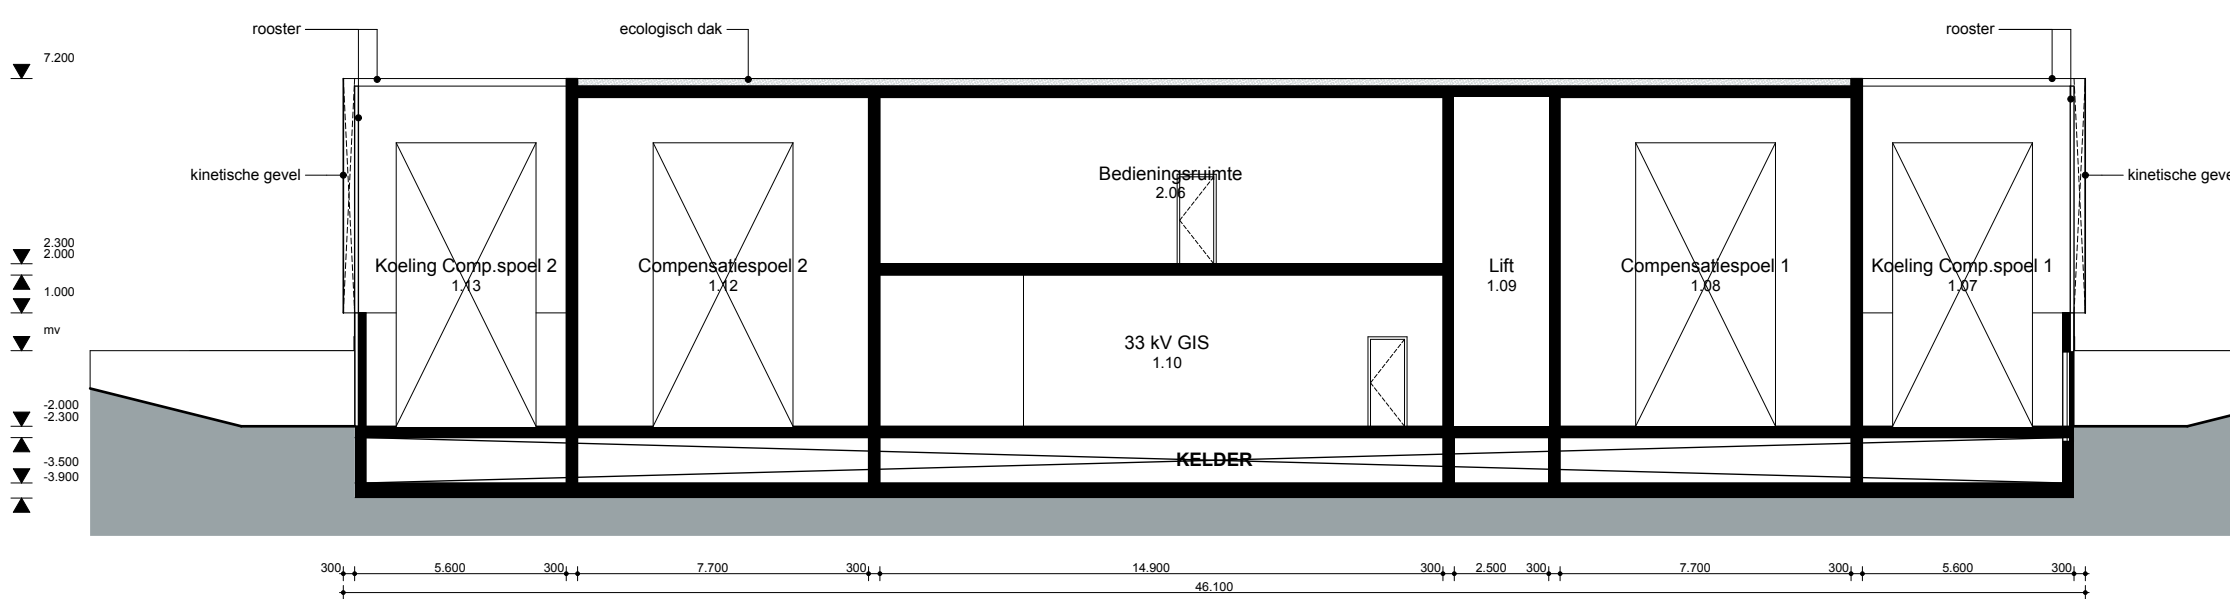 rooster
ecologisch dak
rooster
7.200
kinetische gevel
kinetische geve
Bedieningsruimte
2.06
2.300
2.000
1.000
mv
Koeling Comp.spoel 2
1.13
Compensatiespoel 2
1.12
Lift
1.09
Compensatiespoel 1
1.08
Koeling Comp.spoel 1
1.07
33 kV GIS
1.10
-2.000
-2.300
-3.500
-3.900
KELDER
300 5.600 300 7.700 300 14.900 300 2.500 300 7.700 300 5.600 300
46.100